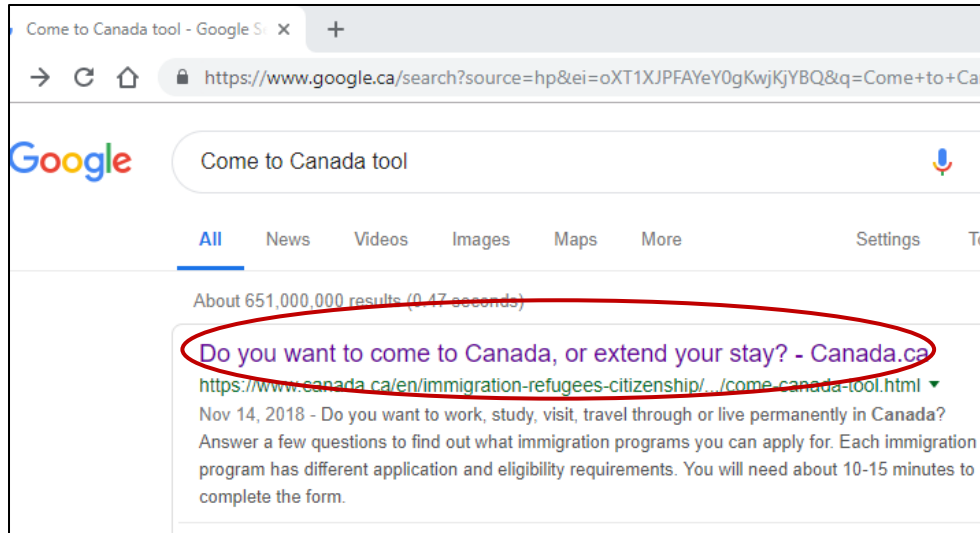 Come to Canada tool - Google S
https://www.google.ca/search?source=hp&ei=oXT1XJPFAYeY0gKwjKjYBQ&q=Come+to+Ca
Google
Come to Canada tool
All News Videos Images Maps More Settings
About 651,000,000 results (0.47 seconds)
Do you want to come to Canada, or extend your stay? - Canada.ca
https://www.canada.ca/en/immigration-refugees-citizenship/.../come-canada-tool.html
Nov 14, 2018 - Do you want to work, study, visit, travel through or live permanently in Canada?
Answer a few questions to find out what immigration programs you can apply for. Each immigration
program has different application and eligibility requirements. You will need about 10-15 minutes to
complete the form.